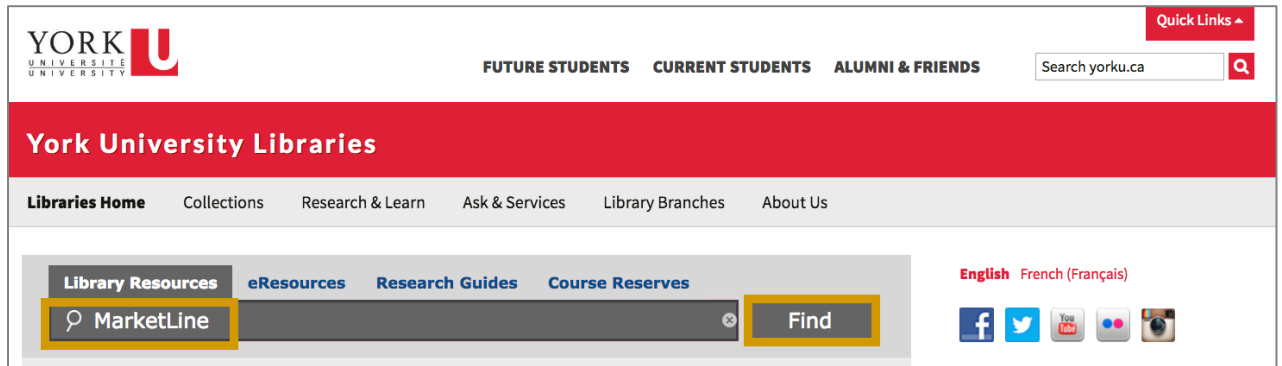 Quick Links
YORK U
UNIVERSITÉ
UNIVERSITY
FUTURE STUDENTS CURRENT STUDENTS ALUMNI & FRIENDS Search yorku.ca
York University Libraries
Libraries Home Collections Research & Learn Ask & Services Library Branches About Us
Library Resources eResources Research Guides Course Reserves
English French (Français)
MarketLine Find
f You Tube